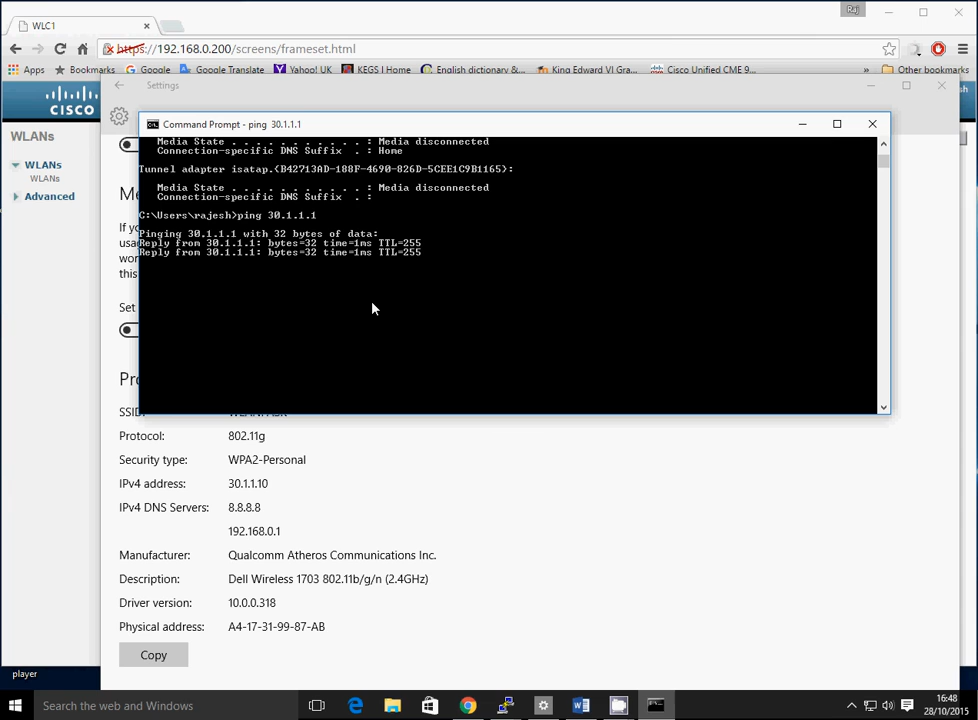 Raj
WLC1
https://192.168.0.200/screens/frameset.html
Apps Bookmarks Google Google Translate Yahoo! UK KEGS | Home English dictionary &... King Edward VI Gra... Cisco Unified CME 9... » Other bookmarks
Settings
CISCO
WLANs
WLANs
WLANs
Advanced
Command Prompt - ping 30.1.1.1
Media State . . . . . . . . . . . : Media disconnected
Connection-specific DNS Suffix . : Home
Tunnel adapter isatap.{B42713AD-188F-4690-826D-5CEE1C9B1165}:
Media State . . . . . . . . . . . : Media disconnected
Connection-specific DNS Suffix . :
C:\Users\rajesh>ping 30.1.1.1
Pinging 30.1.1.1 with 32 bytes of data:
Reply from 30.1.1.1: bytes=32 time=1ms TTL=255
Reply from 30.1.1.1: bytes=32 time=1ms TTL=255
Me
If yo
usag
wor
this
Set
Pro
SSID:
Protocol: 802.11g
Security type: WPA2-Personal
IPv4 address: 30.1.1.10
IPv4 DNS Servers: 8.8.8.8
192.168.0.1
Manufacturer: Qualcomm Atheros Communications Inc.
Description: Dell Wireless 1703 802.11b/g/n (2.4GHz)
Driver version: 10.0.0.318
Physical address: A4-17-31-99-87-AB
Copy
player
Search the web and Windows
16:48
28/10/2015